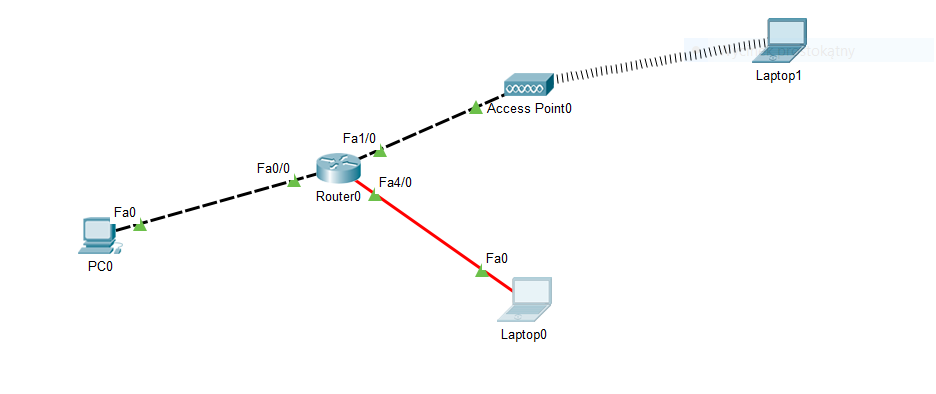 Laptop1
Access Point0
Fa1/0
Fa0/0
Router0
Fa4/0
Fa0
PC0
Fa0
Laptop0